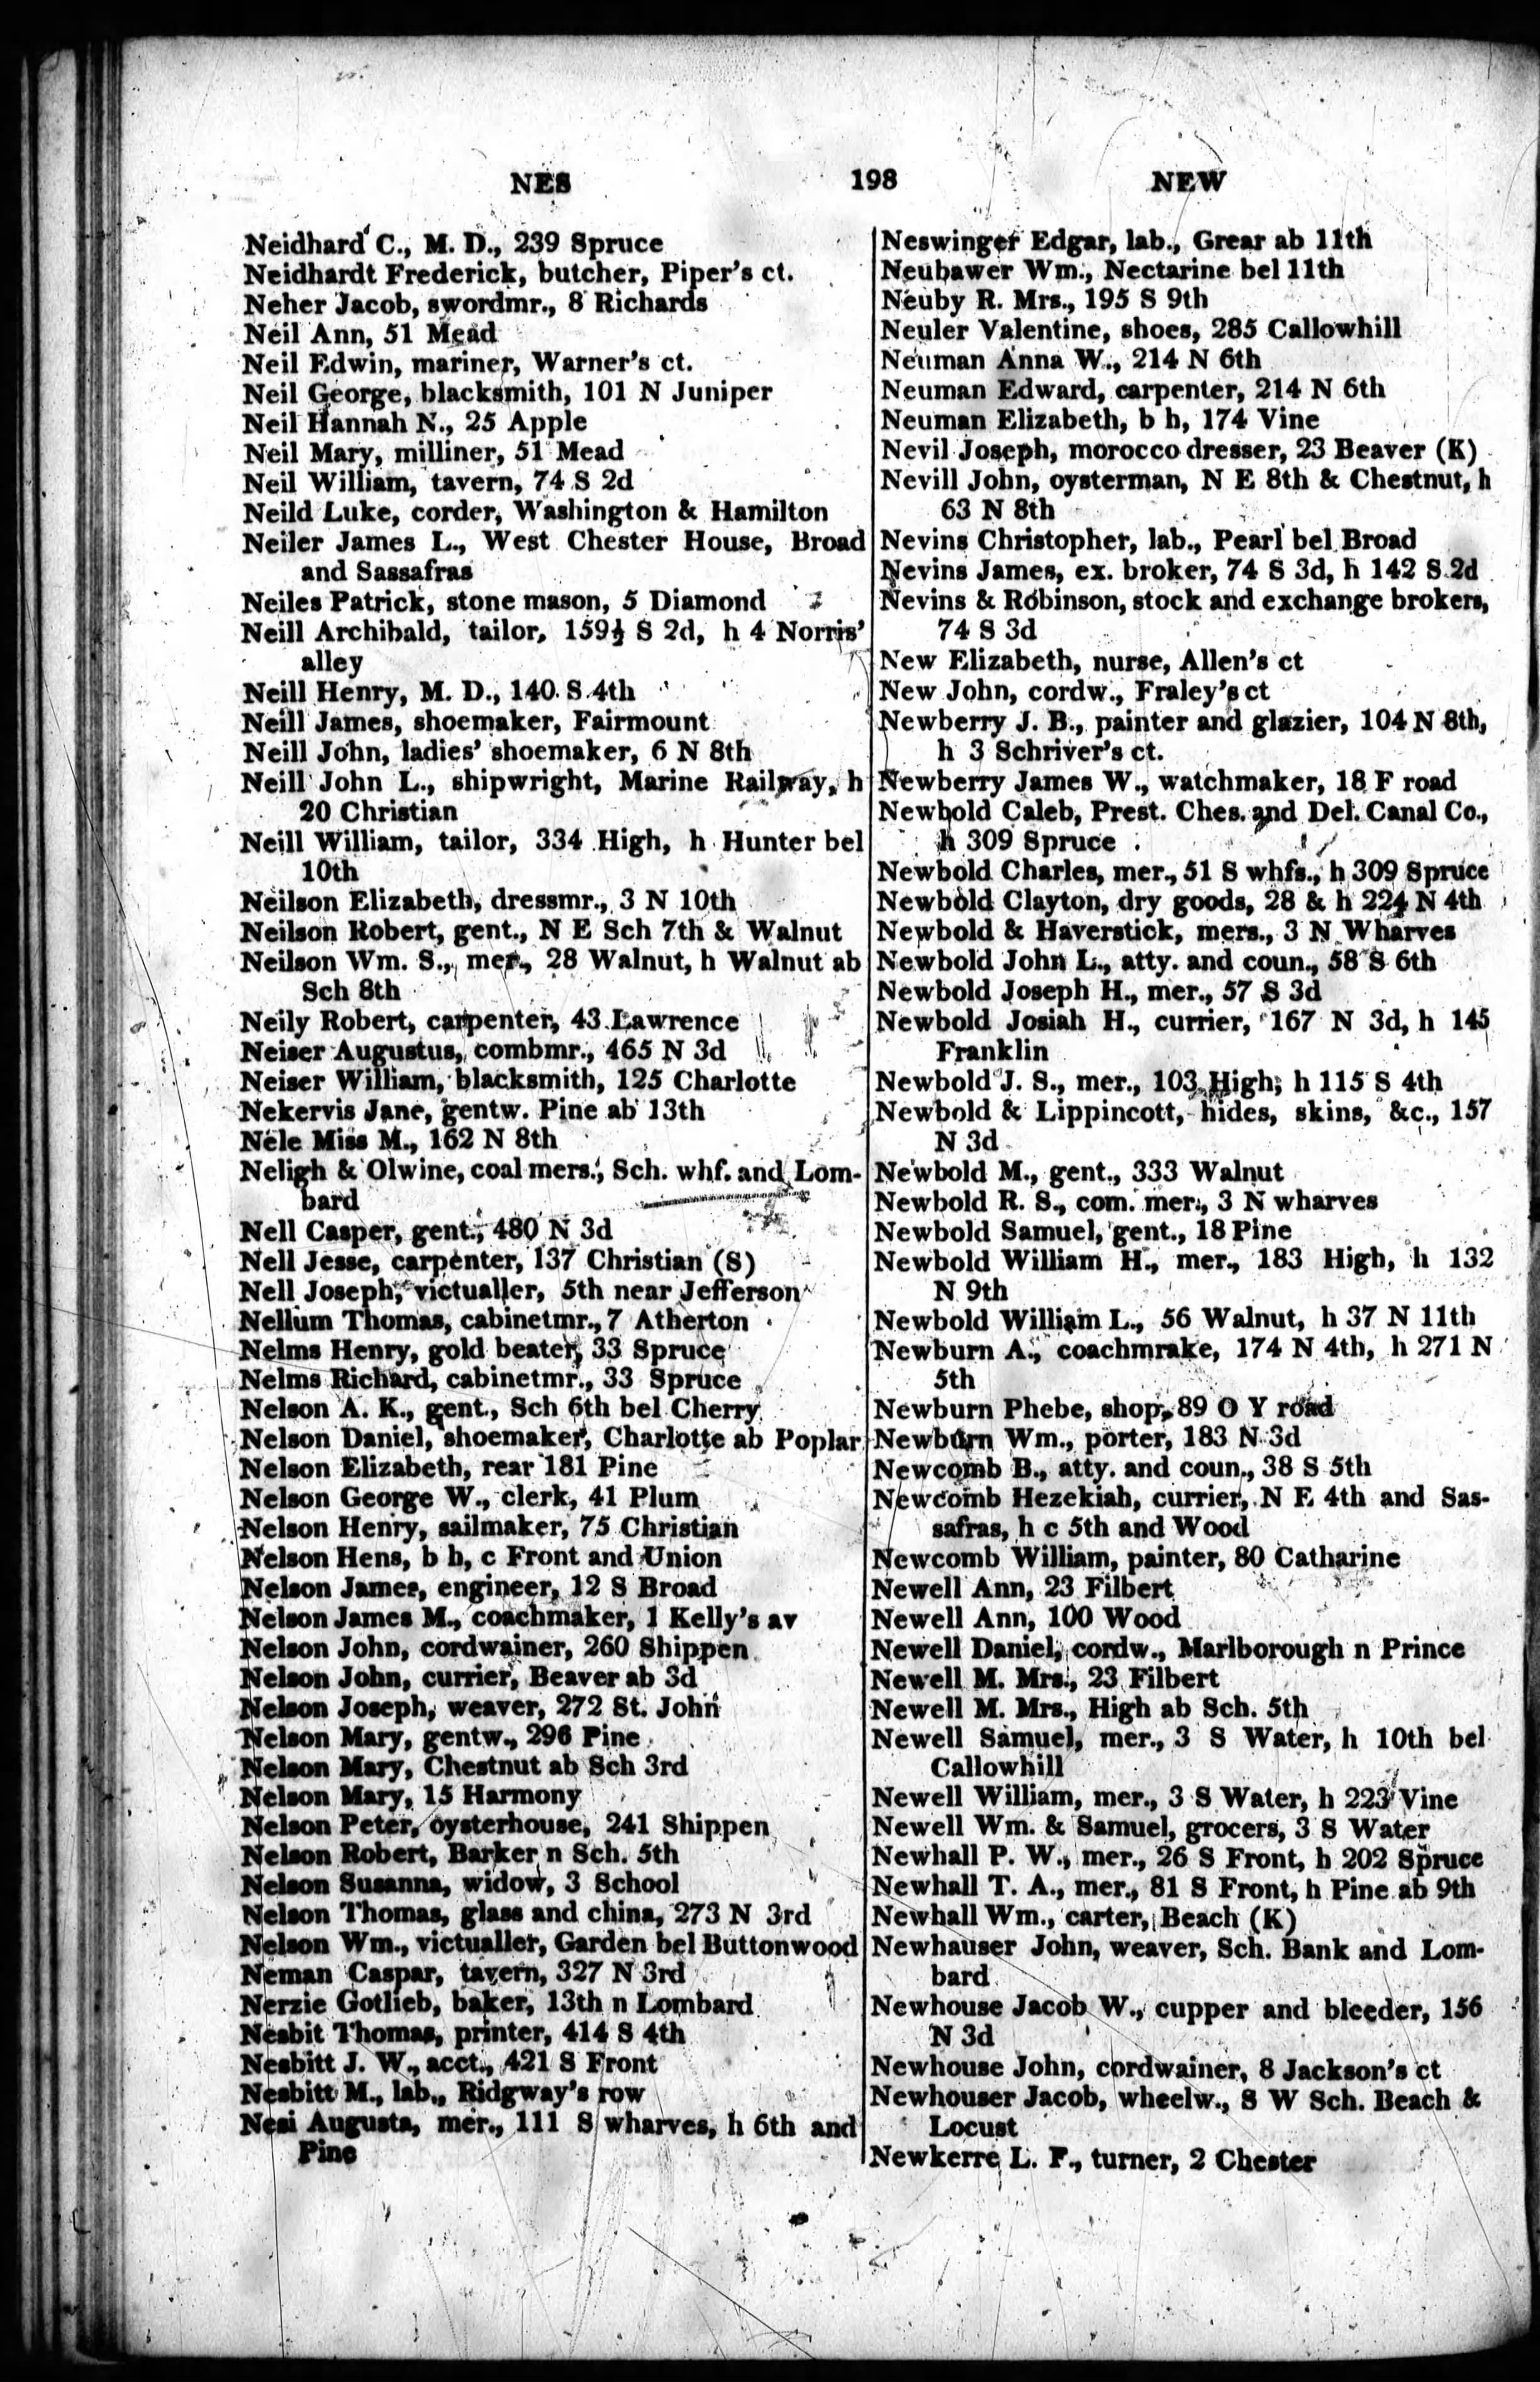 NES 198 NEW
Neidhard C., M. D., 239 Spruce
Neidhardt Frederick, butcher, Piper's ct.
Neher Jacob, swordmr., 8 Richards
Neil Ann, 51 Mead
Neil Edwin, mariner, Warner's ct.
Neil George, blacksmith, 101 N Juniper
Neil Hannah N., 25 Apple
Neil Mary, milliner, 51 Mead
Neil William, tavern, 74 S 2d
Neild Luke, corder, Washington & Hamilton
Neiler James L., West Chester House, Broad
and Sassafras
Neiles Patrick, stone mason, 5 Diamond
Neill Archibald, tailor, 159½ S 2d, h 4 Norris'
alley
Neill Henry, M. D., 140 S 4th
Neill James, shoemaker, Fairmount
Neill John, ladies' shoemaker, 6 N 8th
Neill John L., shipwright, Marine Railway, h
20 Christian
Neill William, tailor, 334 High, h Hunter bel
10th
Neilson Elizabeth, dressmr., 3 N 10th
Neilson Robert, gent., N E Sch 7th & Walnut
Neilson Wm. S., mer., 28 Walnut, h Walnut ab
Sch 8th
Neily Robert, carpenter, 43 Lawrence
Neiser Augustus, combmr., 465 N 3d
Neiser William, blacksmith, 125 Charlotte
Nekervis Jane, gentw. Pine ab 13th
Nele Miss M., 162 N 8th
Neligh & Olwine, coal mers., Sch. whf. and Lom-
bard
Nell Casper, gent., 480 N 3d
Nell Jesse, carpenter, 137 Christian (S)
Nell Joseph, victualler, 5th near Jefferson
Nellum Thomas, cabinetmr., 7 Atherton
Nelms Henry, gold beater, 33 Spruce
Nelms Richard, cabinetmr., 33 Spruce
Nelson A. K., gent., Sch 6th bel Cherry
Nelson Daniel, shoemaker, Charlotte ab Poplar
Nelson Elizabeth, rear 181 Pine
Nelson George W., clerk, 41 Plum
Nelson Henry, sailmaker, 75 Christian
Nelson Hens, b h, c Front and Union
Nelson James, engineer, 12 S Broad
Nelson James M., coachmaker, 1 Kelly's av
Nelson John, cordwainer, 260 Shippen
Nelson John, currier, Beaver ab 3d
Nelson Joseph, weaver, 272 St. John
Nelson Mary, gentw., 296 Pine
Nelson Mary, Chestnut ab Sch 3rd
Nelson Mary, 15 Harmony
Nelson Peter, oysterhouse, 241 Shippen
Nelson Robert, Barker n Sch. 5th
Nelson Susanna, widow, 3 School
Nelson Thomas, glass and china, 273 N 3rd
Nelson Wm., victualler, Garden bel Buttonwood
Neman Caspar, tavern, 327 N 3rd
Nerzie Gotlieb, baker, 13th n Lombard
Nesbit Thomas, printer, 414 S 4th
Nesbitt J. W., acct., 421 S Front
Nesbitt M., lab., Ridgway's row
Nesi Augusta, mer., 111 S wharves, h 6th and
Pine
Neswinger Edgar, lab., Grear ab 11th
Neubawer Wm., Nectarine bel 11th
Neuby R. Mrs., 195 S 9th
Neuler Valentine, shoes, 285 Callowhill
Neuman Anna W., 214 N 6th
Neuman Edward, carpenter, 214 N 6th
Neuman Elizabeth, b h, 174 Vine
Nevil Joseph, morocco dresser, 23 Beaver (K)
Nevill John, oysterman, N E 8th & Chestnut, h
63 N 8th
Nevins Christopher, lab., Pearl bel Broad
Nevins James, ex. broker, 74 S 3d, h 142 S 2d
Nevins & Robinson, stock and exchange brokers,
74 S 3d
New Elizabeth, nurse, Allen's ct
New John, cordw., Fraley's ct
Newberry J. B., painter and glazier, 104 N 8th,
h 3 Schriver's ct.
Newberry James W., watchmaker, 18 F road
Newbold Caleb, Prest. Ches. and Del. Canal Co.,
h 309 Spruce
Newbold Charles, mer., 51 S whfs., h 309 Spruce
Newbold Clayton, dry goods, 28 & h 224 N 4th
Newbold & Haverstick, mers., 3 N Wharves
Newbold John L., atty. and coun., 58 S 6th
Newbold Joseph H., mer., 57 S 3d
Newbold Josiah H., currier, 167 N 3d, h 145
Franklin
Newbold J. S., mer., 103 High; h 115 S 4th
Newbold & Lippincott, hides, skins, &c., 157
N 3d
Newbold M., gent., 333 Walnut
Newbold R. S., com. mer., 3 N wharves
Newbold Samuel, gent., 18 Pine
Newbold William H., mer., 183 High, h 132
N 9th
Newbold William L., 56 Walnut, h 37 N 11th
Newburn A., coachmrake, 174 N 4th, h 271 N
5th
Newburn Phebe, shop, 89 O Y road
Newburn Wm., porter, 183 N 3d
Newcomb B., atty. and coun., 38 S 5th
Newcomb Hezekiah, currier, N E 4th and Sas-
safras, h c 5th and Wood
Newcomb William, painter, 80 Catharine
Newell Ann, 23 Filbert
Newell Ann, 100 Wood
Newell Daniel, cordw., Marlborough n Prince
Newell M. Mrs., 23 Filbert
Newell M. Mrs., High ab Sch. 5th
Newell Samuel, mer., 3 S Water, h 10th bel
Callowhill
Newell William, mer., 3 S Water, h 223 Vine
Newell Wm. & Samuel, grocers, 3 S Water
Newhall P. W., mer., 26 S Front, h 202 Spruce
Newhall T. A., mer., 81 S Front, h Pine ab 9th
Newhall Wm., carter, Beach (K)
Newhauser John, weaver, Sch. Bank and Lom-
bard
Newhouse Jacob W., cupper and bleeder, 156
N 3d
Newhouse John, cordwainer, 8 Jackson's ct
Newhouser Jacob, wheelw., S W Sch. Beach &
Locust
Newkerre L. F., turner, 2 Chester